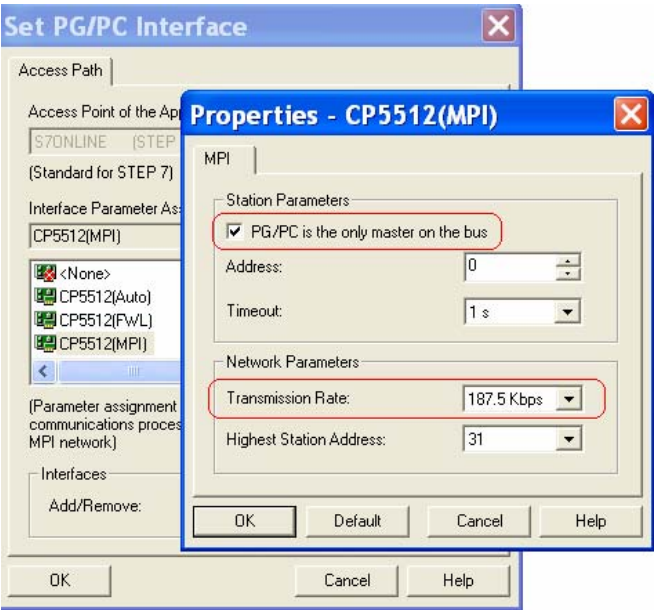 Set PG/PC Interface
Access Path
Access Point of the Ap
S7ONLINE (STEP
(Standard for STEP 7)
Interface Parameter As
CP5512(MPI)
<None>
CP5512(Auto)
CP5512(FWL)
CP5512(MPI)
(Parameter assignment
communications proces
MPI network)
Interfaces
Add/Remove:
OK
Cancel
Help
Properties - CP5512(MPI)
MPI
Station Parameters
PG/PC is the only master on the bus
Address:
0
Timeout:
1 s
Network Parameters
Transmission Rate:
187.5 Kbps
Highest Station Address:
31
OK
Default
Cancel
Help